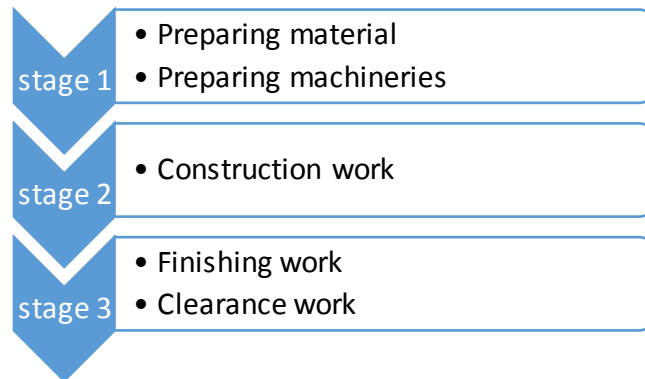 stage 1
• Preparing material
• Preparing machineries
stage 2
• Construction work
stage 3
• Finishing work
• Clearance work